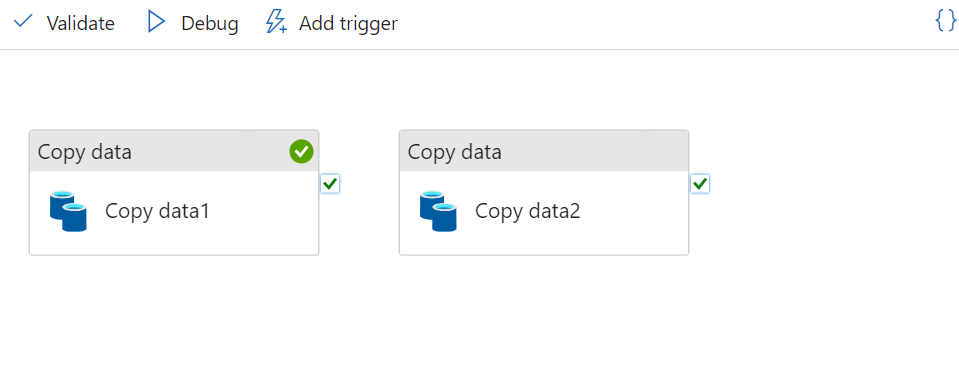 Validate Debug Add trigger {}
Copy data Copy data
Copy data1 Copy data2